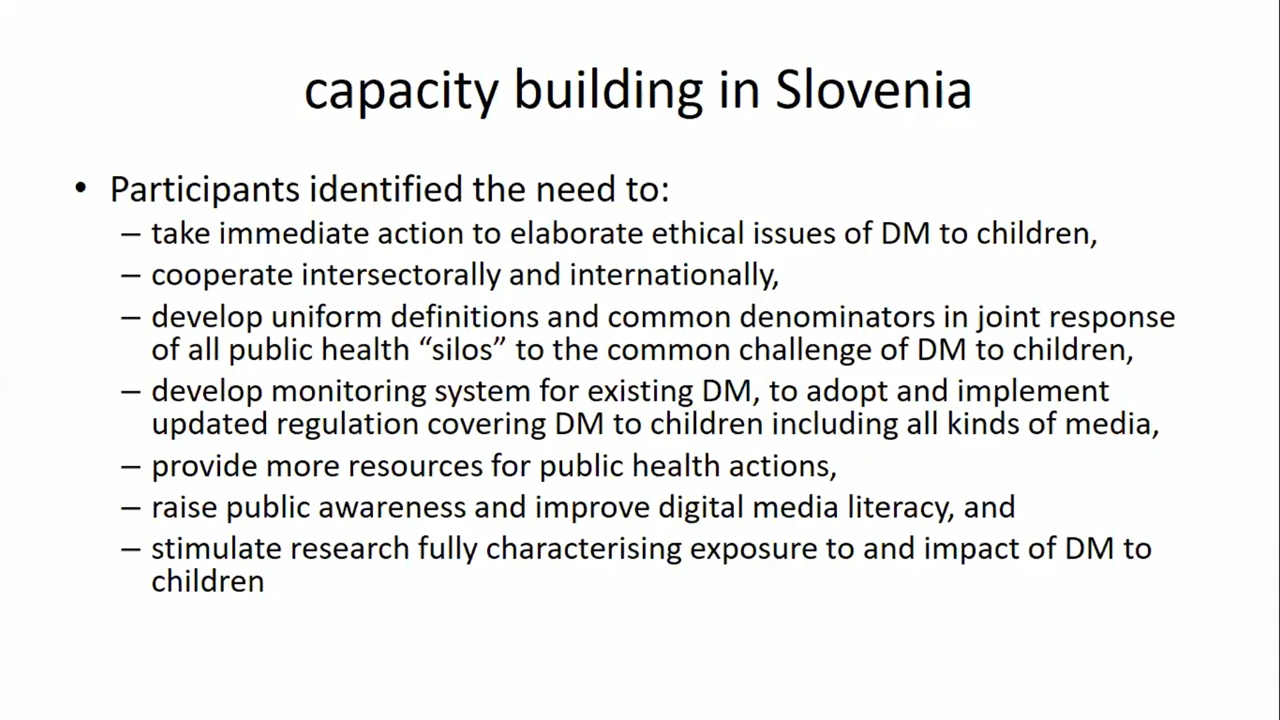 capacity building in Slovenia
• Participants identified the need to:
– take immediate action to elaborate ethical issues of DM to children,
– cooperate intersectorally and internationally,
– develop uniform definitions and common denominators in joint response
of all public health “silos” to the common challenge of DM to children,
– develop monitoring system for existing DM, to adopt and implement
updated regulation covering DM to children including all kinds of media,
– provide more resources for public health actions,
– raise public awareness and improve digital media literacy, and
– stimulate research fully characterising exposure to and impact of DM to
children